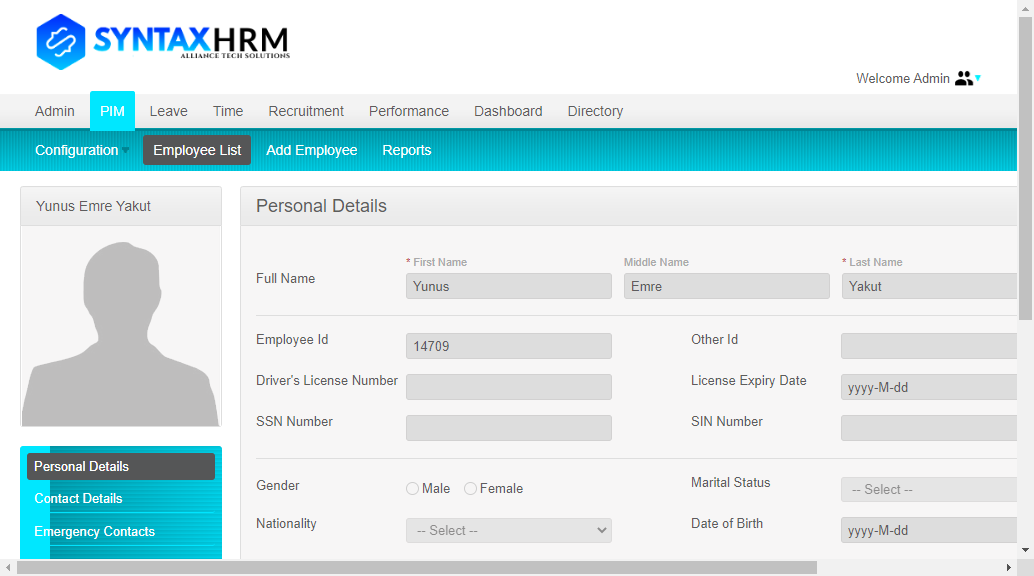 SYNTAXHRM
ALLIANCE TECH SOLUTIONS
Welcome Admin
Admin PIM Leave Time Recruitment Performance Dashboard Directory
Configuration Employee List Add Employee Reports
Yunus Emre Yakut
Personal Details
* First Name Middle Name * Last Name
Full Name
Yunus Emre Yakut
Employee Id 14709 Other Id
Driver's License Number License Expiry Date yyyy-M-dd
SSN Number SIN Number
Gender Male Female Marital Status -- Select --
Nationality -- Select -- Date of Birth yyyy-M-dd
Personal Details
Contact Details
Emergency Contacts